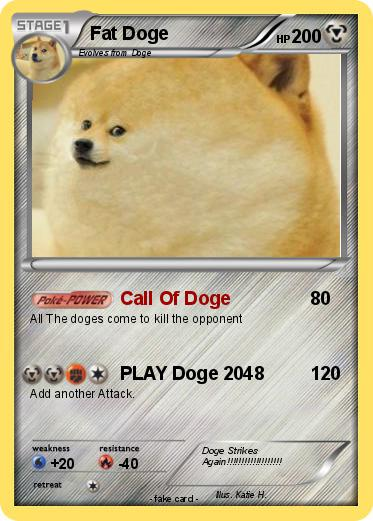 STAGE1
Fat Doge
HP 200
Evolves from Doge
Poké-POWER Call Of Doge 80
All The doges come to kill the opponent
PLAY Doge 2048 120
Add another Attack.
weakness
resistance
+20
-40
retreat
Doge Strikes
Again!!!!!!!!!!!!!!!!!!!
- fake card -
Illus. Katie H.